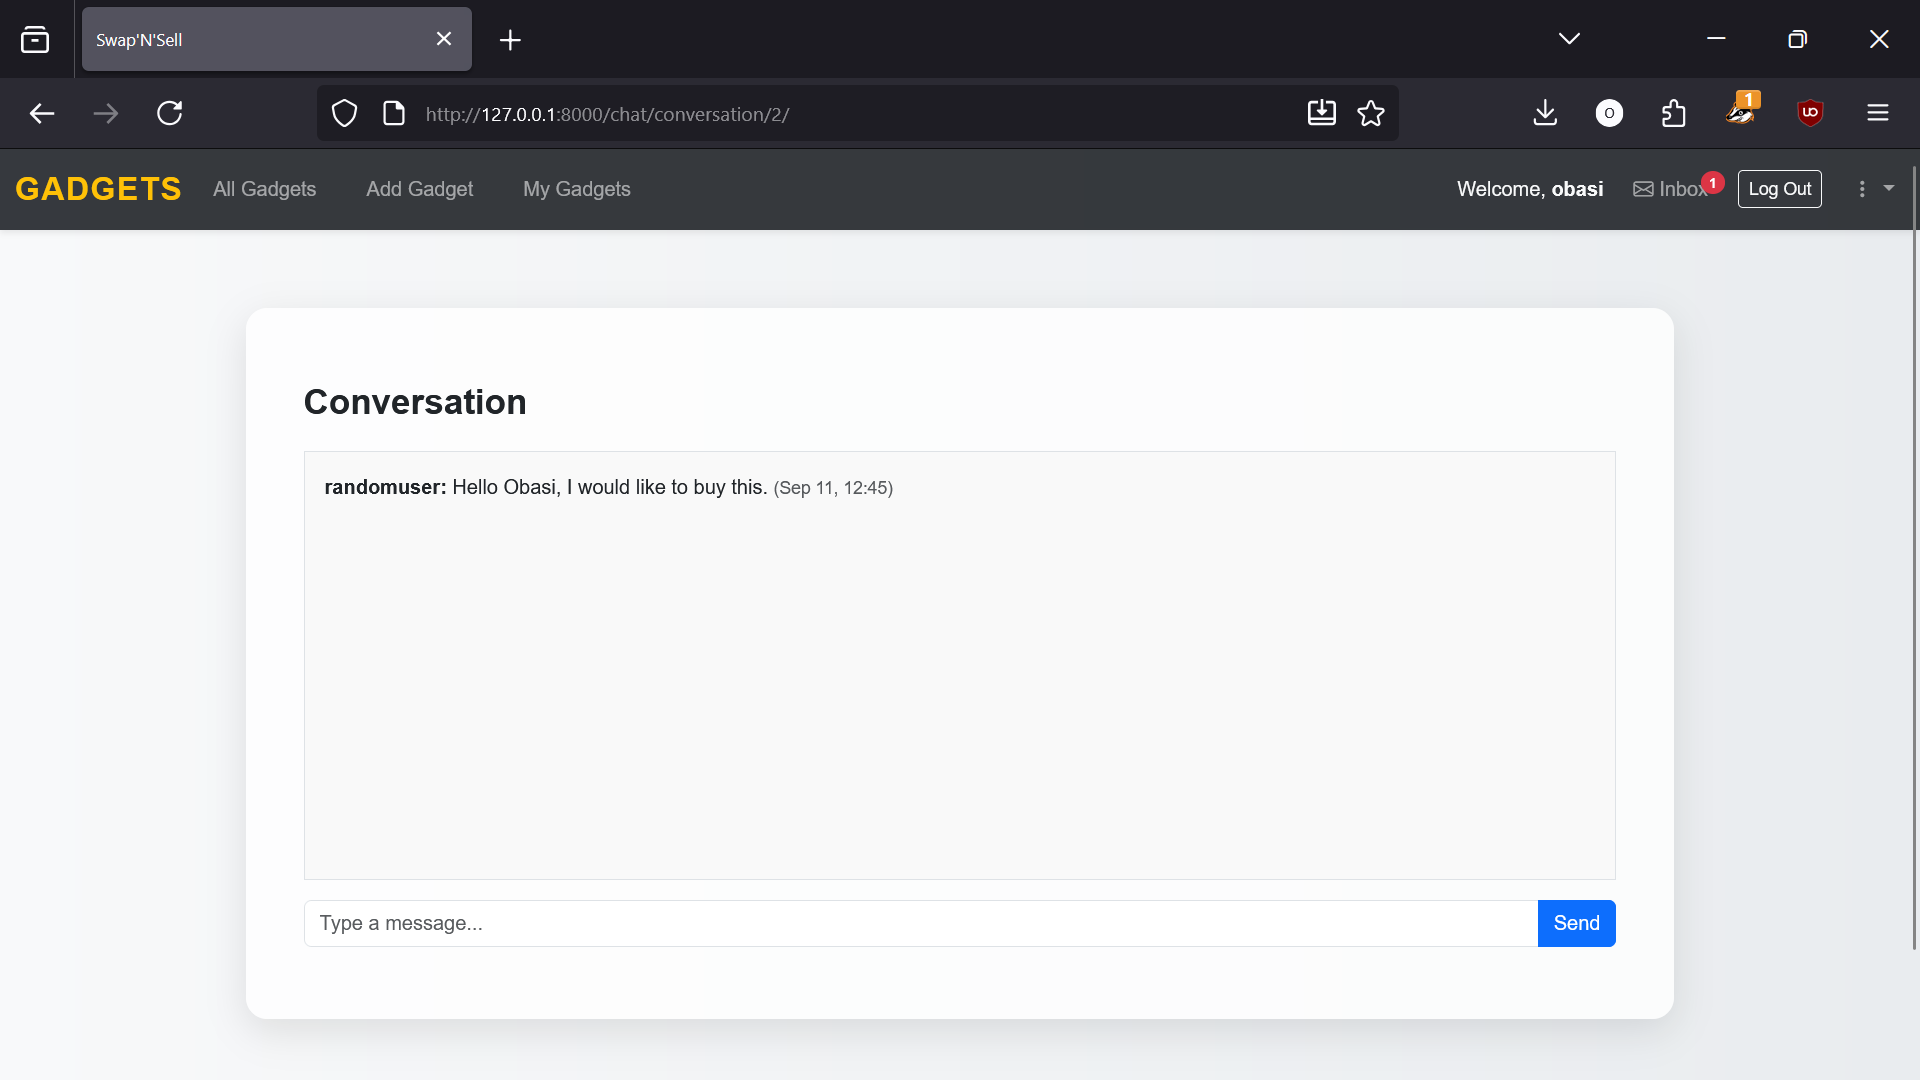 Swap'N'Sell
http://127.0.0.1:8000/chat/conversation/2/
O
1
uo
GADGETS All Gadgets Add Gadget My Gadgets Welcome, obasi Inbox 1 Log Out
Conversation
randomuser: Hello Obasi, I would like to buy this. (Sep 11, 12:45)
Type a message... Send